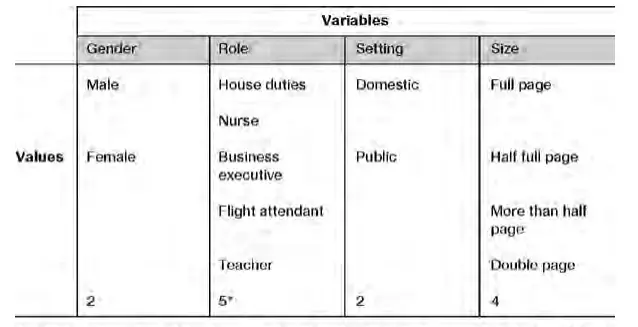 Variables
Gender Role Setting Size
Male House duties Domestic Full page
Nurse
Values Female Business executive Public Half full page
Flight attendant More than half page
Teacher Double page
2 5* 2 4